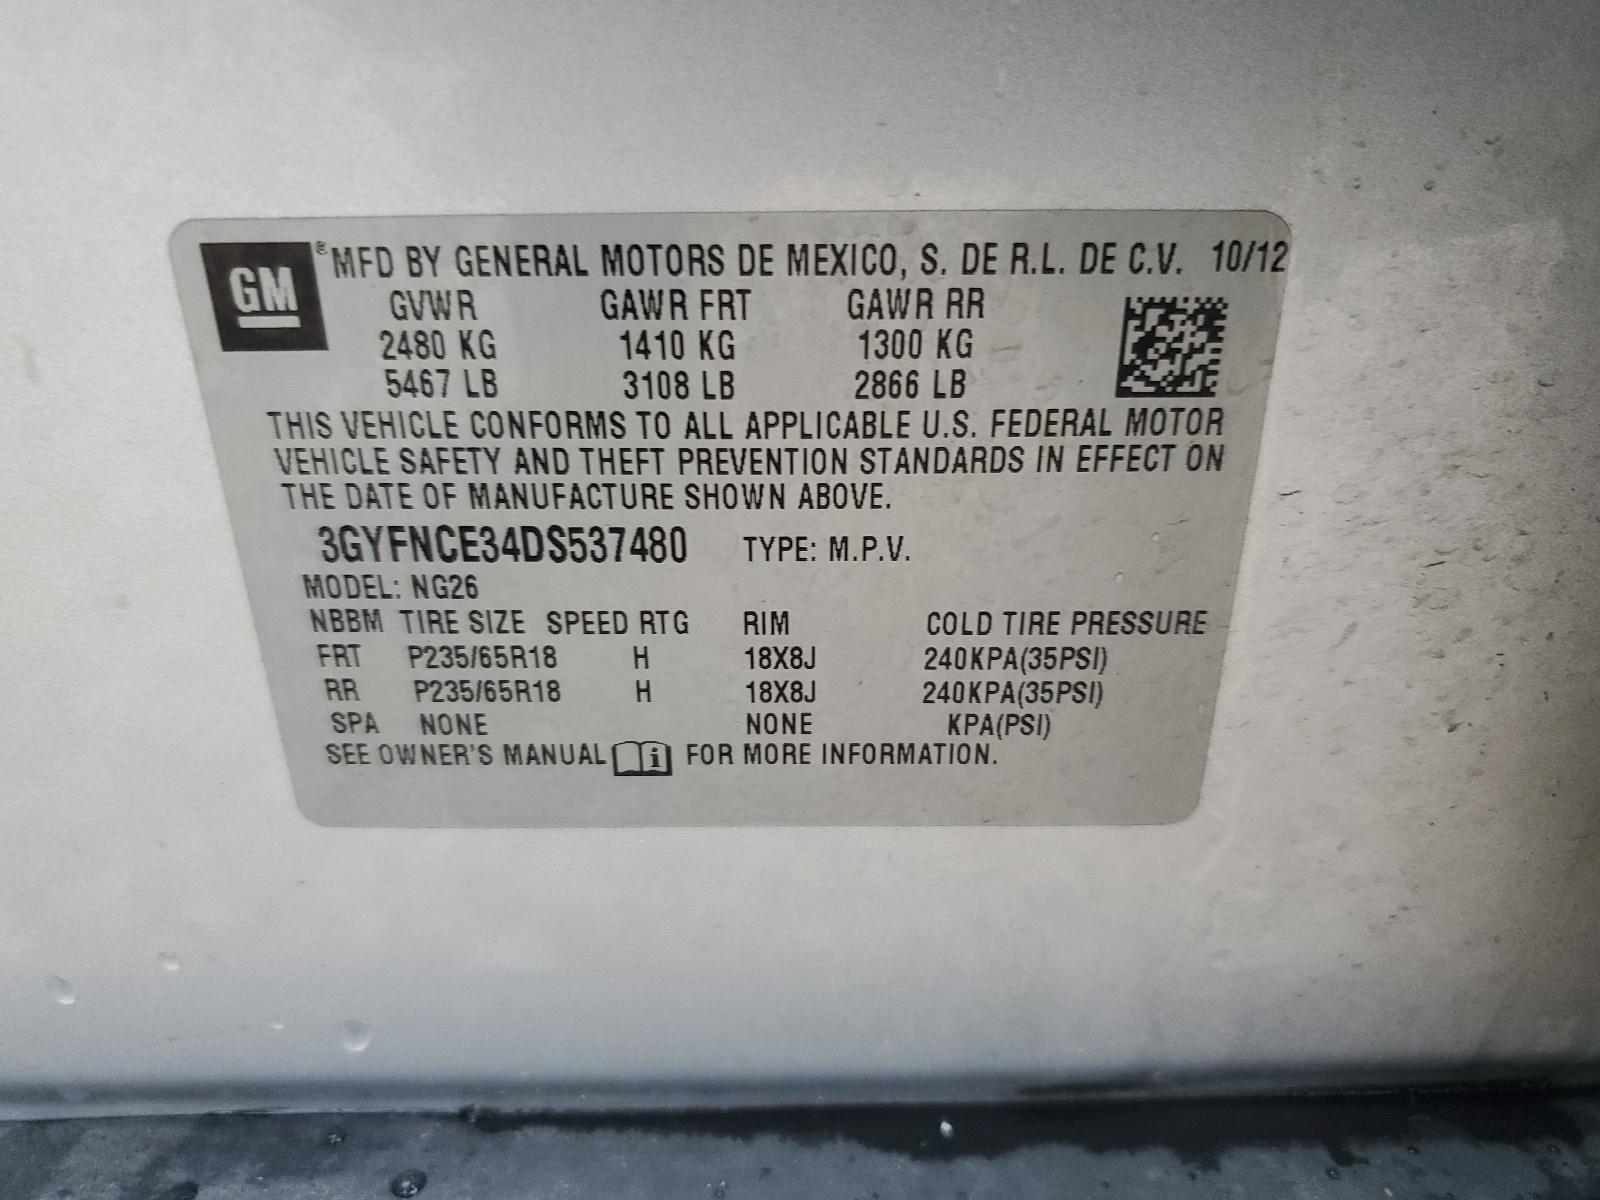 GM ® MFD BY GENERAL MOTORS DE MEXICO, S. DE R.L. DE C.V. 10/12
GVWR GAWR FRT GAWR RR
2480 KG 1410 KG 1300 KG
5467 LB 3108 LB 2866 LB
THIS VEHICLE CONFORMS TO ALL APPLICABLE U.S. FEDERAL MOTOR
VEHICLE SAFETY AND THEFT PREVENTION STANDARDS IN EFFECT ON
THE DATE OF MANUFACTURE SHOWN ABOVE.
3GYFNCE34DS537480 TYPE: M.P.V.
MODEL: NG26
NBBM TIRE SIZE SPEED RTG RIM COLD TIRE PRESSURE
FRT P235/65R18 H 18X8J 240KPA(35PSI)
RR P235/65R18 H 18X8J 240KPA(35PSI)
SPA NONE NONE KPA(PSI)
SEE OWNER'S MANUAL i FOR MORE INFORMATION.